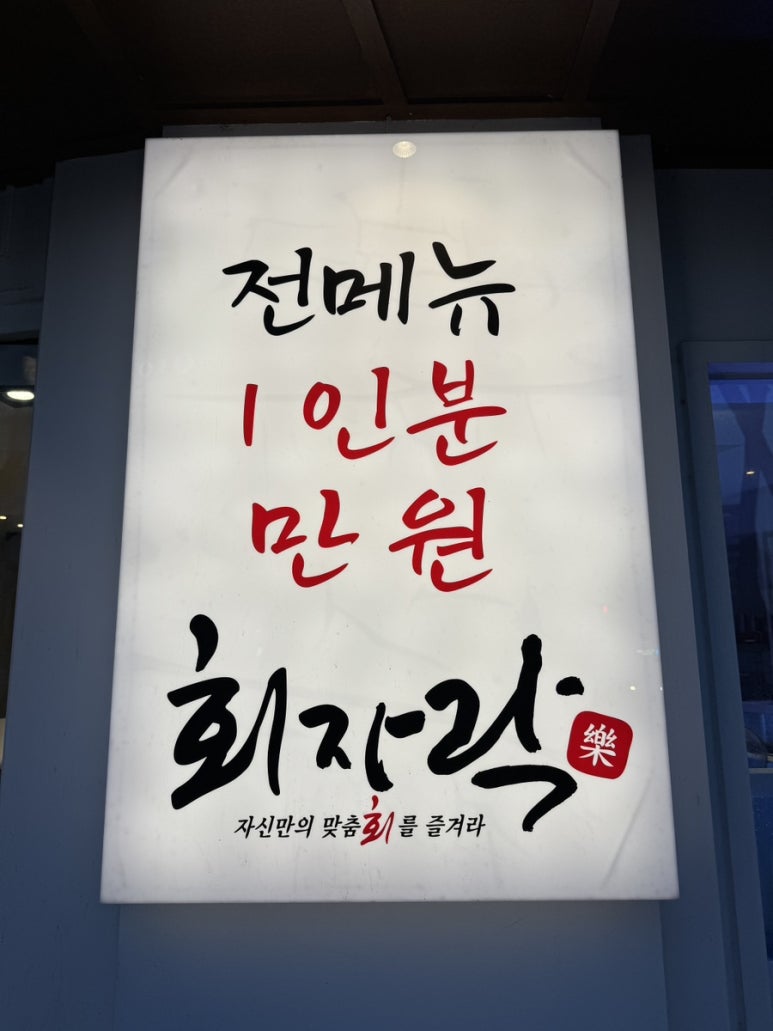 전메뉴
1인분
만원
회자락 樂
자신만의 맞춤회를 즐겨라